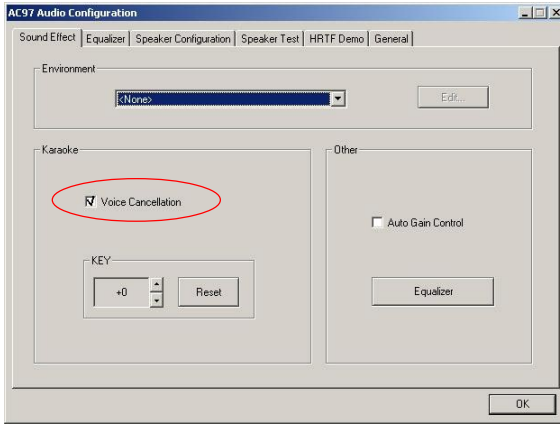 AC97 Audio Configuration
Sound Effect Equalizer Speaker Configuration Speaker Test HRTF Demo General
Environment
<None>
Edit...
Karaoke
Voice Cancellation
KEY
+0
Reset
Other
Auto Gain Control
Equalizer
OK